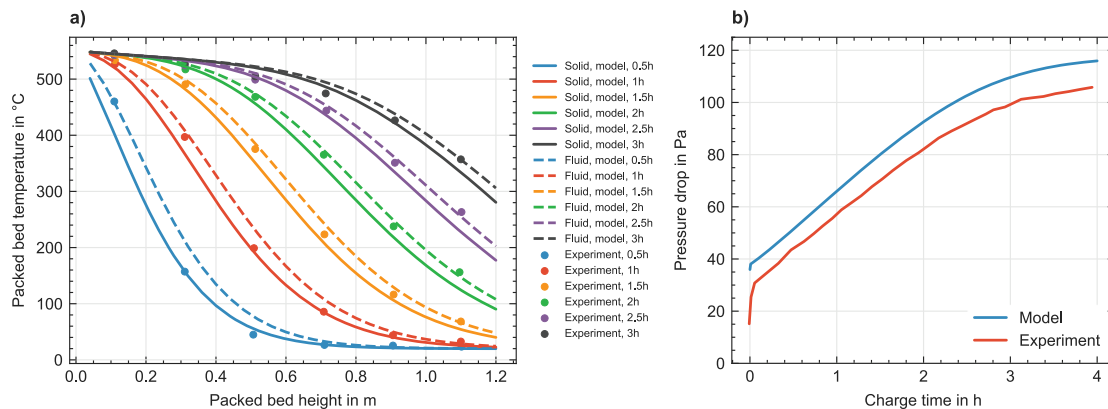 a)
Packed bed temperature in °C
500
400
300
200
100
0
0.0 0.2 0.4 0.6 0.8 1.0 1.2
Packed bed height in m
Solid, model, 0.5h
Solid, model, 1h
Solid, model, 1.5h
Solid, model, 2h
Solid, model, 2.5h
Solid, model, 3h
Fluid, model, 0.5h
Fluid, model, 1h
Fluid, model, 1.5h
Fluid, model, 2h
Fluid, model, 2.5h
Fluid, model, 3h
Experiment, 0.5h
Experiment, 1h
Experiment, 1.5h
Experiment, 2h
Experiment, 2.5h
Experiment, 3h
b)
Pressure drop in Pa
120
100
80
60
40
20
0
0 1 2 3 4
Charge time in h
Model
Experiment